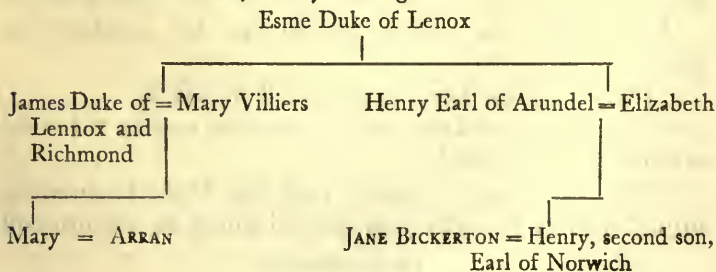 Esme Duke of Lenox
James Duke of = Mary Villiers Henry Earl of Arundel = Elizabeth
Lennox and
Richmond
Mary = ARRAN JANE BICKERTON = Henry, second son,
Earl of Norwich